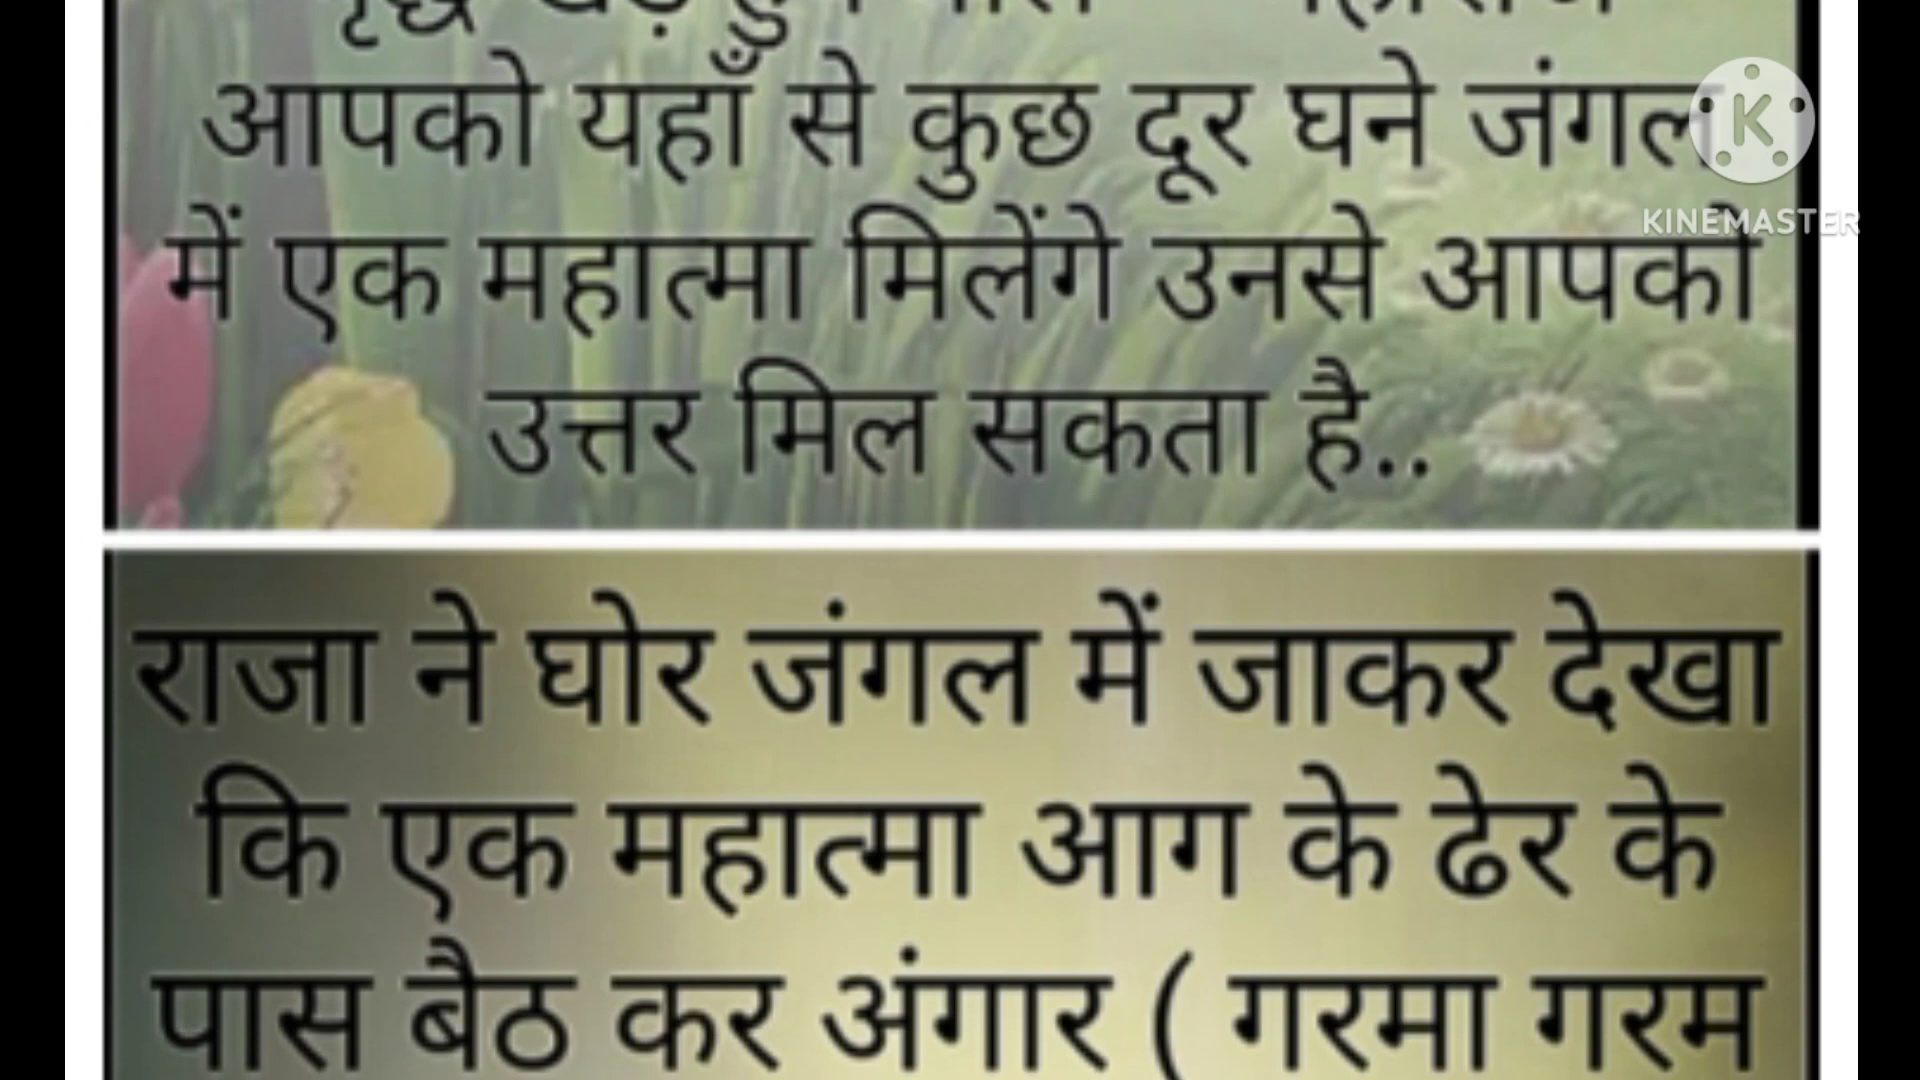 आपको यहाँ से कुछ दूर घने जंगल
में एक महात्मा मिलेंगे उनसे आपको
उत्तर मिल सकता है..
राजा ने घोर जंगल में जाकर देखा
कि एक महात्मा आग के ढेर के
पास बैठ कर अंगार ( गरमा गरम
K
KINEMASTER